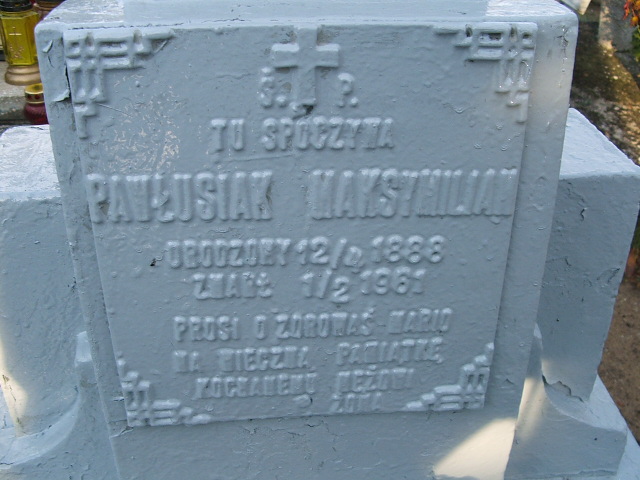 Ś. P.
TU SPOCZYWA
PAWŁUSIAK MAKSYMILIAN
URODZONY 12/ 1888
ZMARŁ 1/2 1961
PROSI O ZDROWAŚ MARIO
NA WIECZNĄ PAMIĄTKĘ,
KOCHANEMU MĘŻOWI
ŻONA